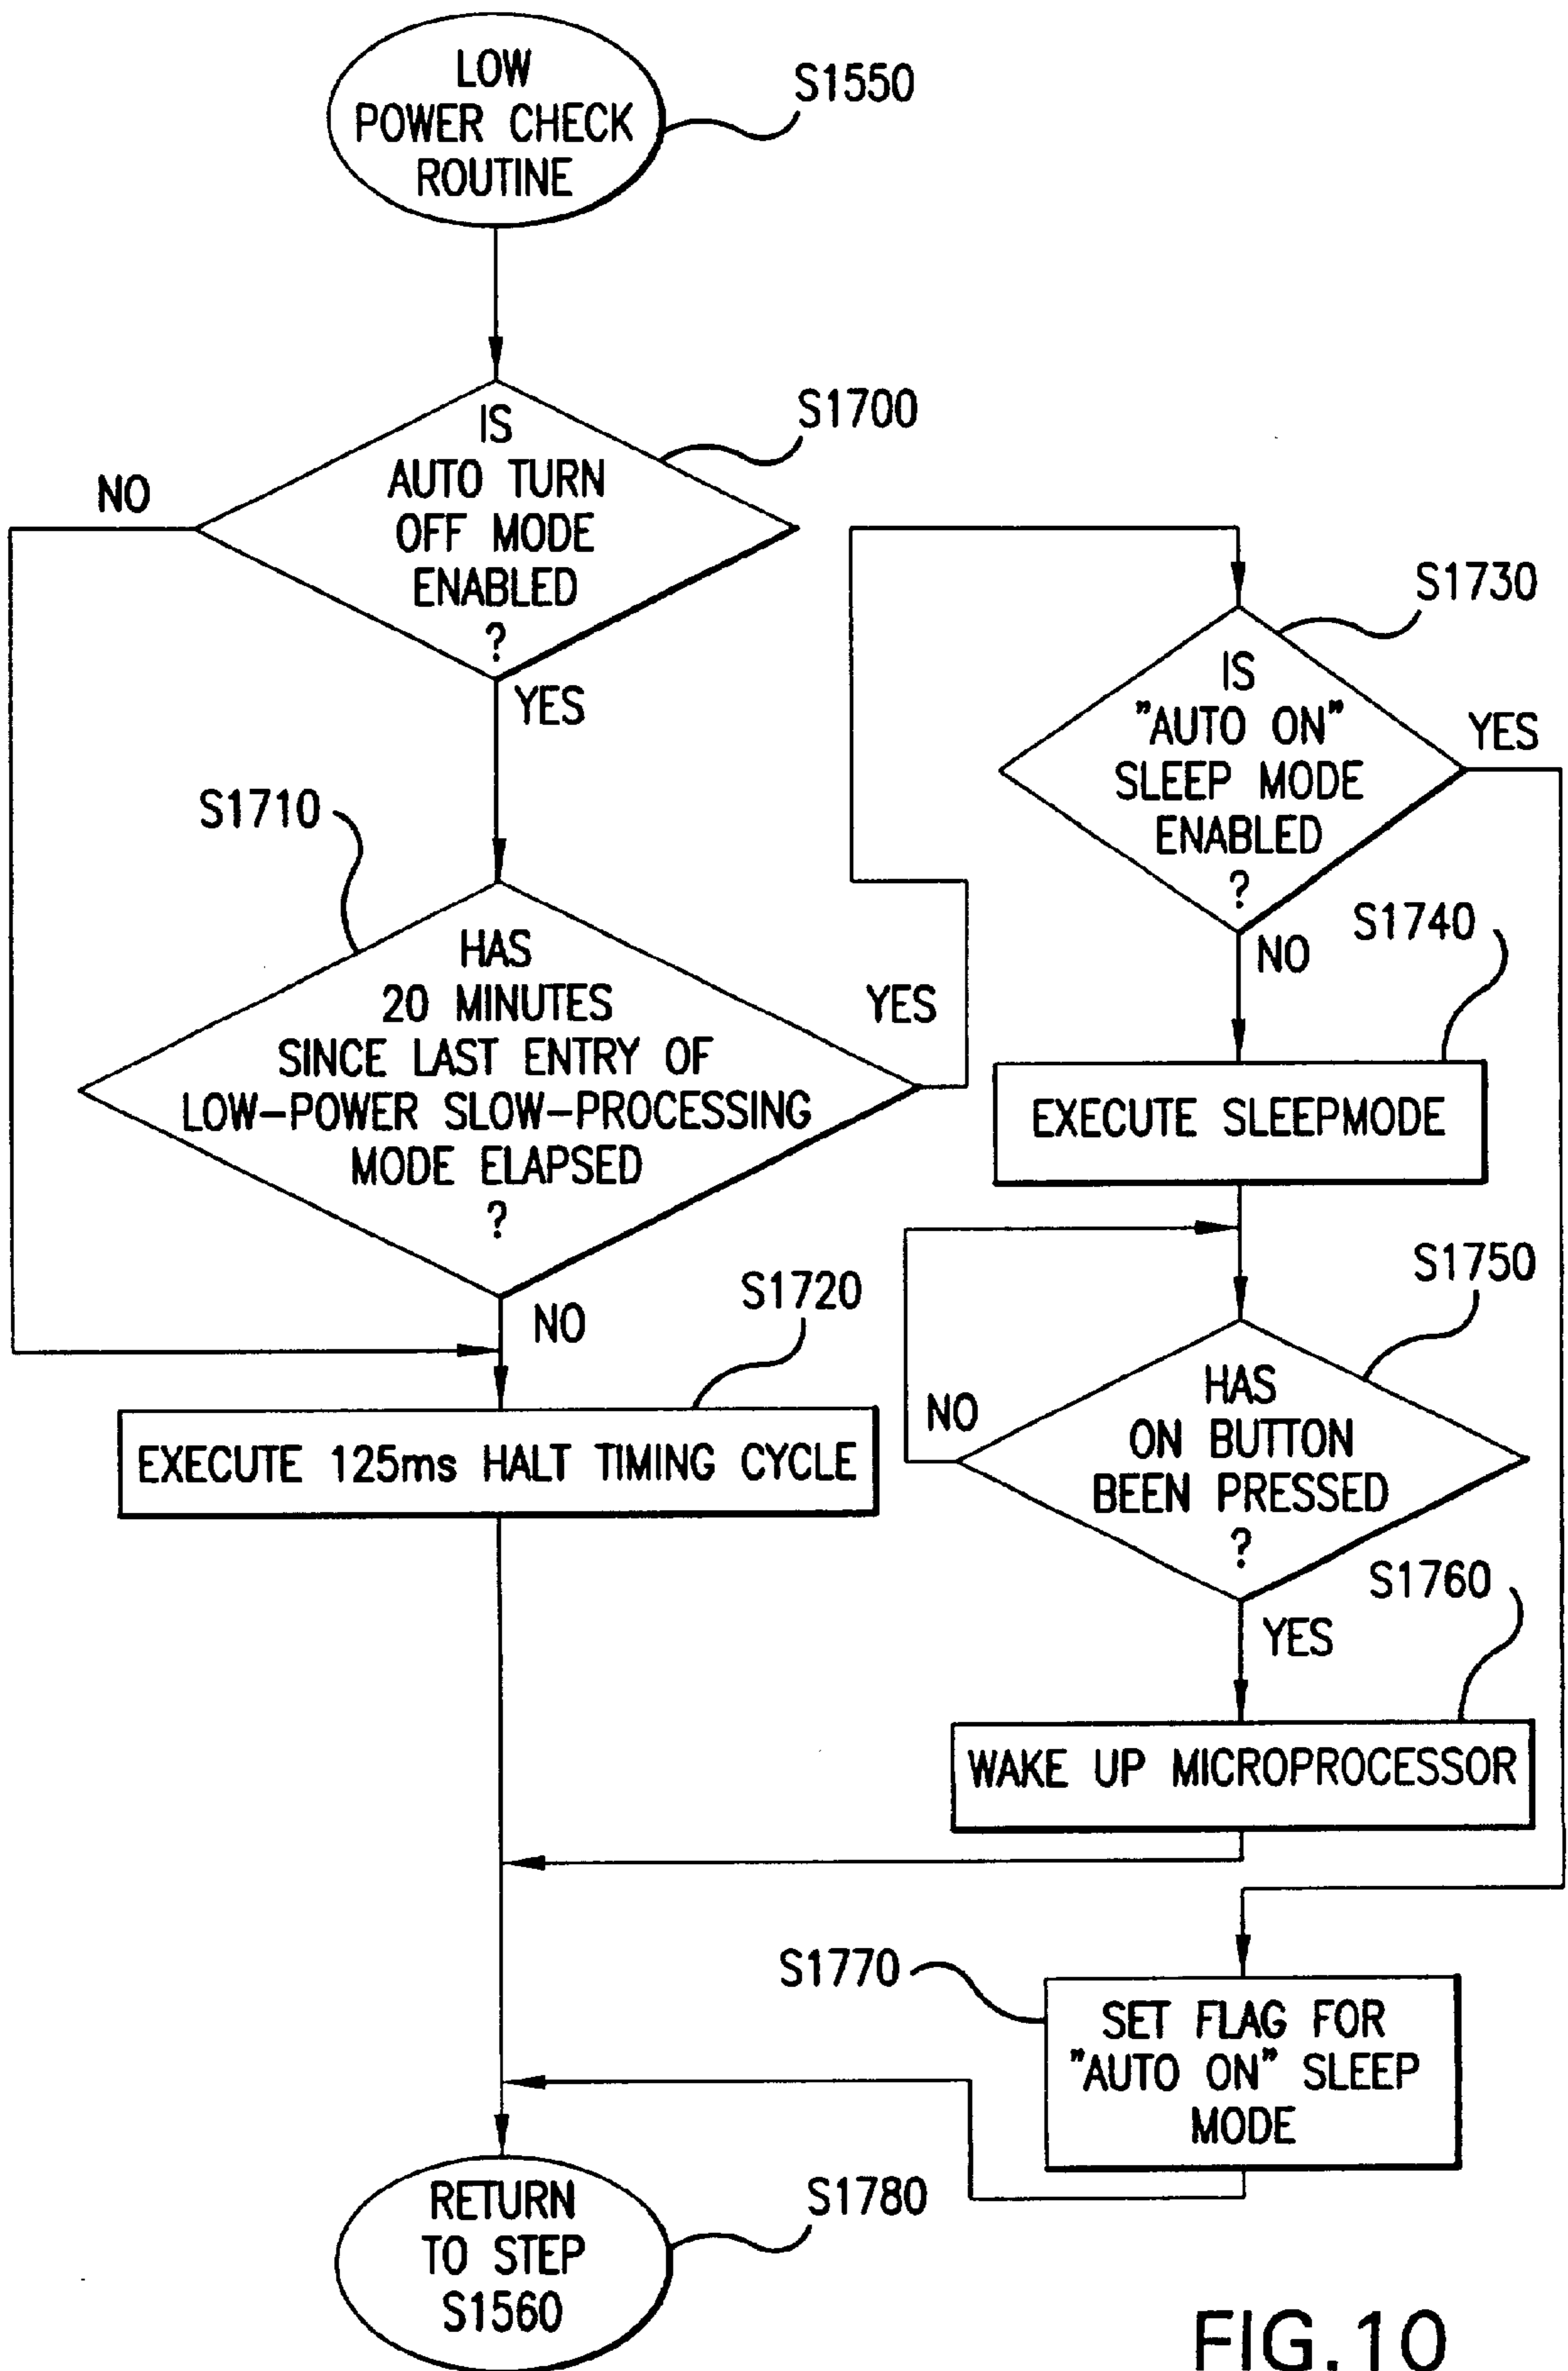 LOW
POWER CHECK
ROUTINE
S1550
IS
AUTO TURN
OFF MODE
ENABLED
?
S1700
NO
YES
S1710
HAS
20 MINUTES
SINCE LAST ENTRY OF
LOW-POWER SLOW-PROCESSING
MODE ELAPSED
?
YES
NO
S1720
EXECUTE 125ms HALT TIMING CYCLE
S1730
IS
"AUTO ON"
SLEEP MODE
ENABLED
?
YES
NO
S1740
EXECUTE SLEEPMODE
S1750
HAS
ON BUTTON
BEEN PRESSED
?
NO
YES
S1760
WAKE UP MICROPROCESSOR
S1770
SET FLAG FOR
"AUTO ON" SLEEP
MODE
RETURN
TO STEP
S1560
S1780
FIG.10